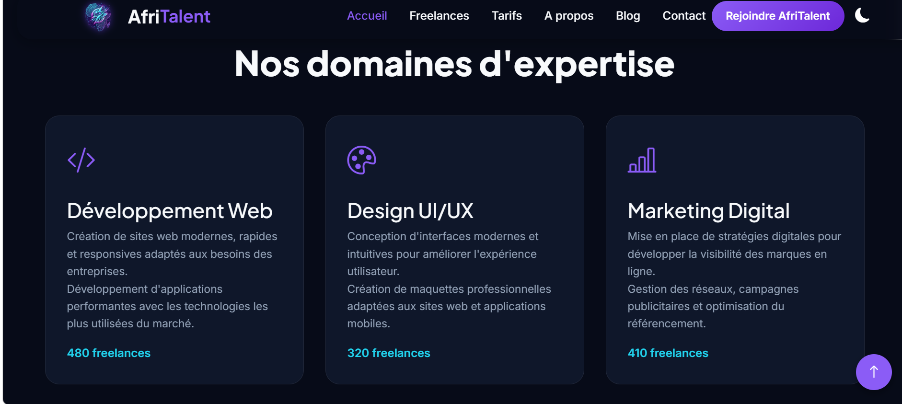 AfriTalent
Accueil Freelances Tarifs A propos Blog Contact Rejoindre AfriTalent
Nos domaines d'expertise
Développement Web
Création de sites web modernes, rapides
et responsives adaptés aux besoins des
entreprises.
Développement d'applications
performantes avec les technologies les
plus utilisées du marché.
480 freelances
Design UI/UX
Conception d'interfaces modernes et
intuitives pour améliorer l'expérience
utilisateur.
Création de maquettes professionnelles
adaptées aux sites web et applications
mobiles.
320 freelances
Marketing Digital
Mise en place de stratégies digitales pour
développer la visibilité des marques en
ligne.
Gestion des réseaux, campagnes
publicitaires et optimisation du
référencement.
410 freelances